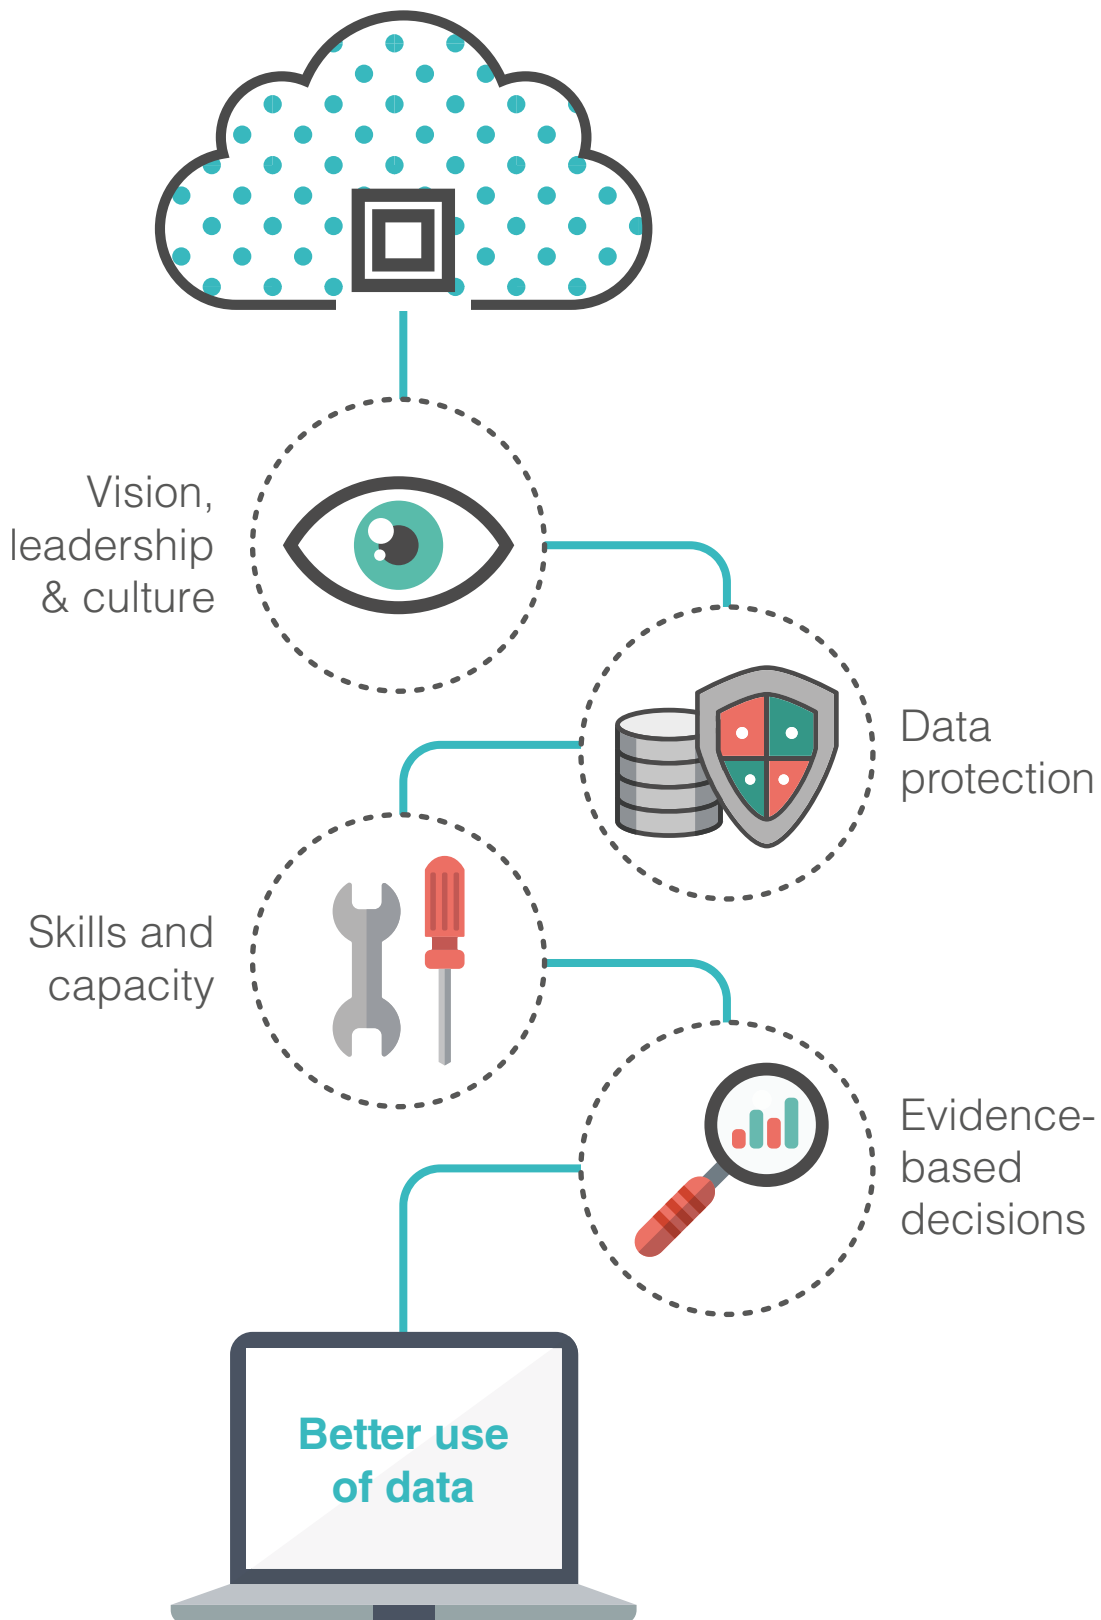 Vision,
leadership
& culture
Data
protection
Skills and
capacity
Evidence-
based
decisions
Better use
of data